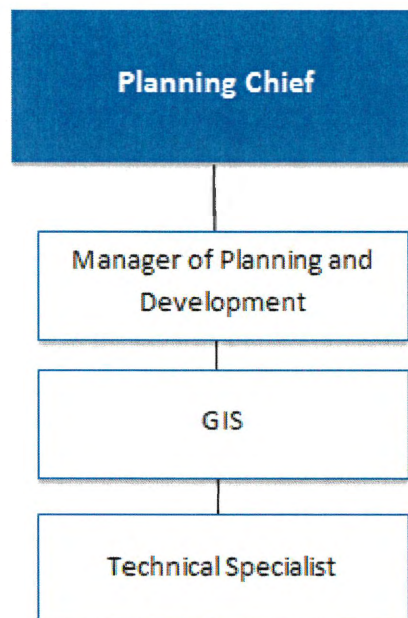 Planning Chief
Manager of Planning and
Development
GIS
Technical Specialist